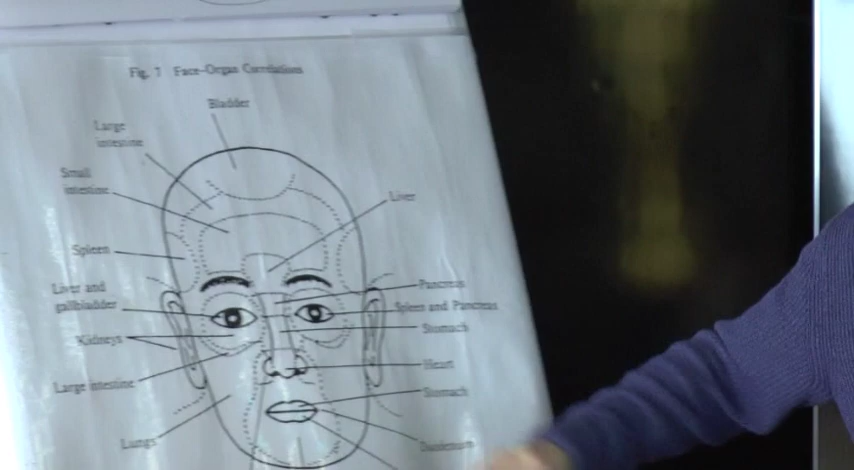 Fig. 7 Face-Organ Correlations
Bladder
Large
intestine
Small
intestine
Liver
Spleen
Liver and
gallbladder
Pancreas
Spleen and Pancreas
Stomach
Kidneys
Heart
Large intestine
Stomach
Lungs
Duodenum